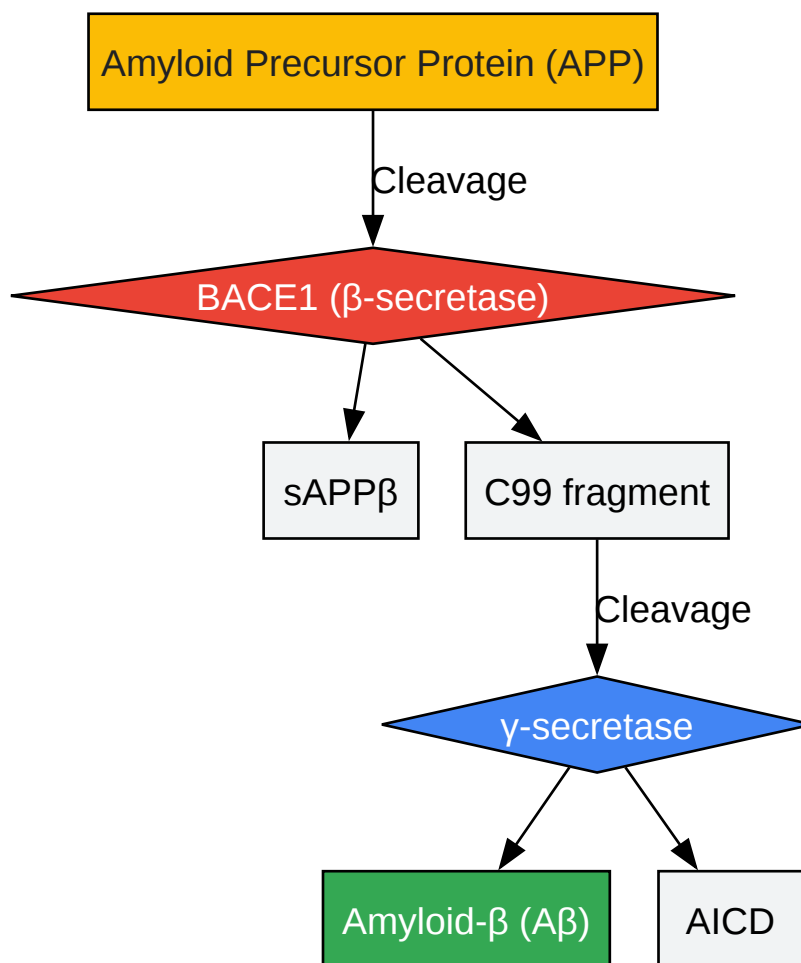 Amyloid Precursor Protein (APP)
Cleavage
BACE1 (β-secretase)
sAPPβ
C99 fragment
Cleavage
γ-secretase
Amyloid-β (Aβ)
AICD